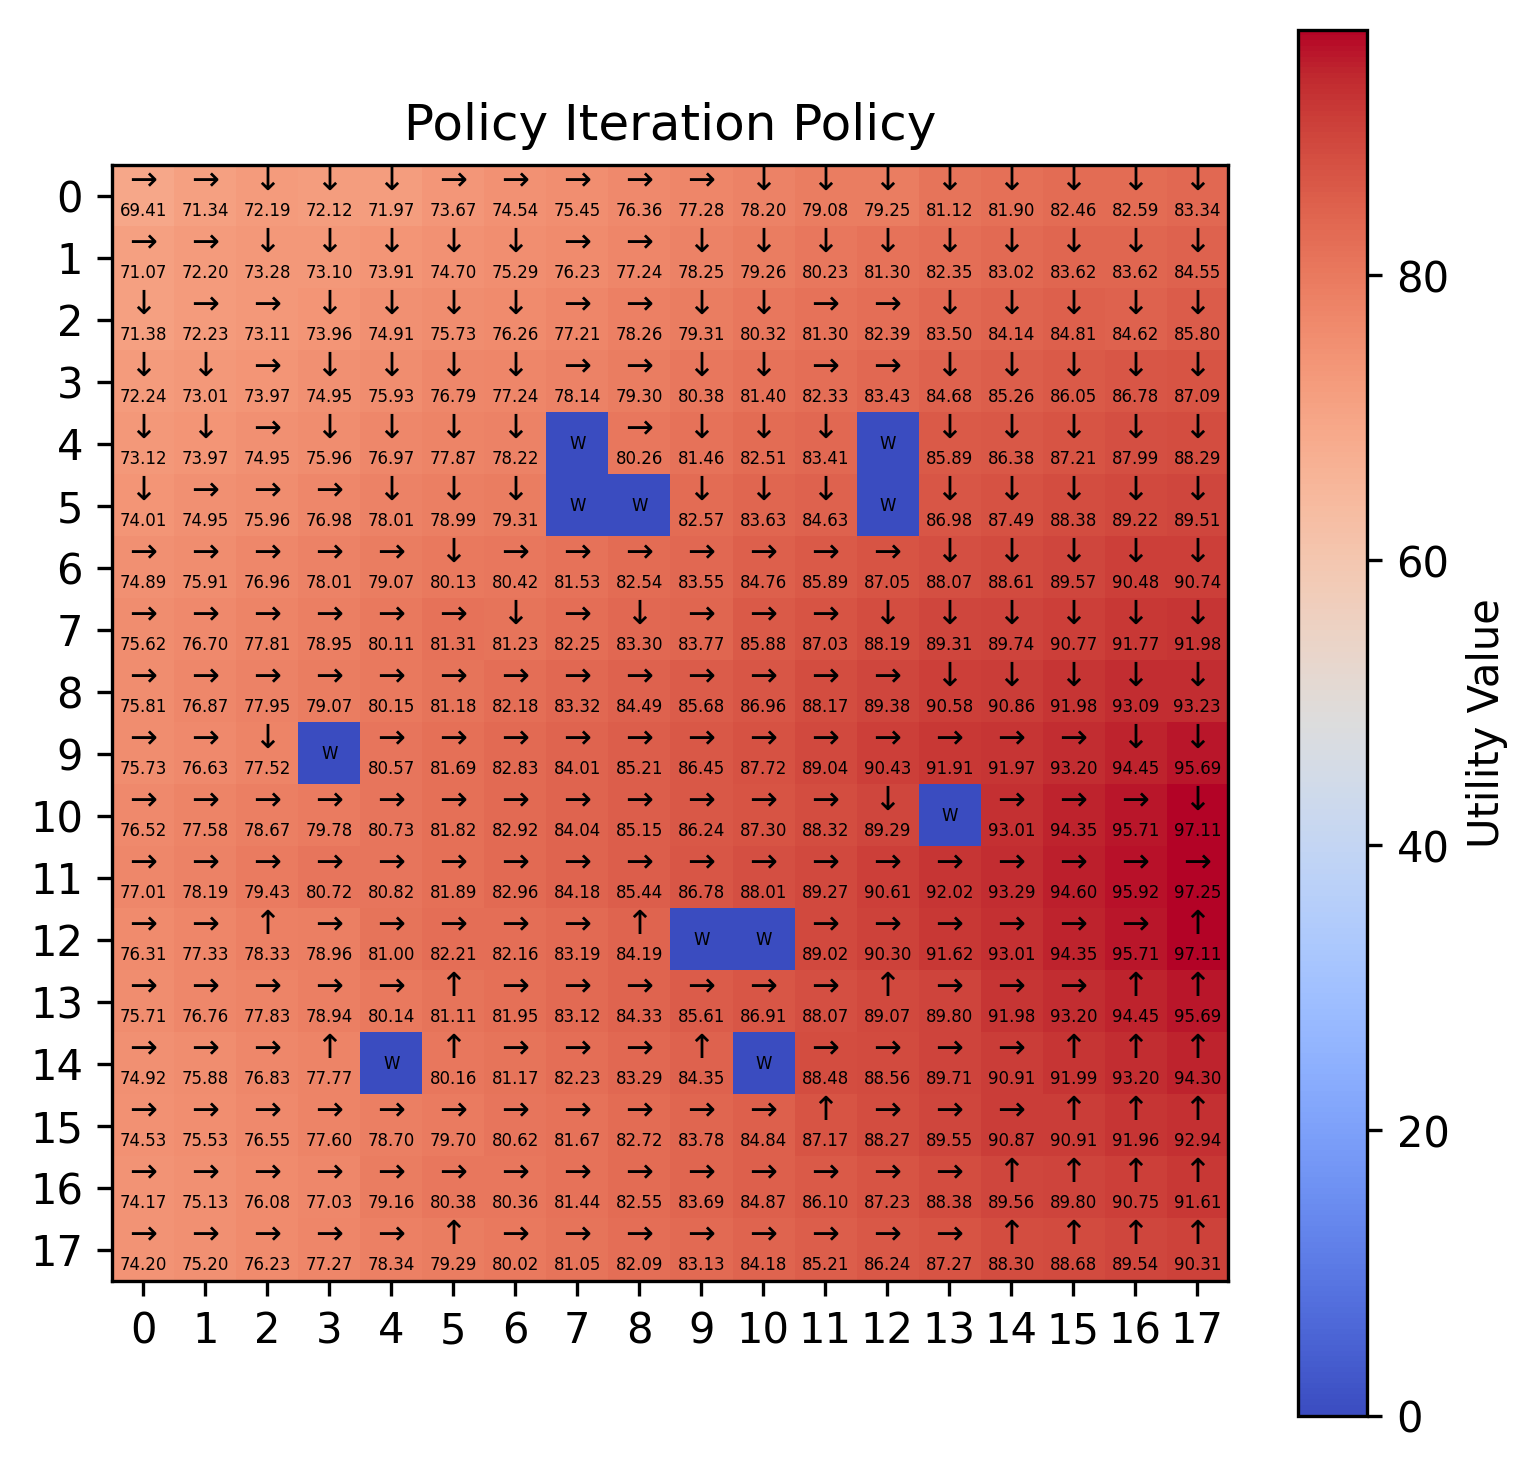 Policy Iteration Policy
0 → → ↓ ↓ ↓ → → → → → ↓ ↓ ↓ ↓ ↓ ↓ ↓ ↓
69.41 71.34 72.19 72.12 71.97 73.67 74.54 75.45 76.36 77.28 78.20 79.08 79.25 81.12 81.90 82.46 82.59 83.34
1 → → ↓ ↓ ↓ ↓ ↓ → → ↓ ↓ ↓ ↓ ↓ ↓ ↓ ↓ ↓
71.07 72.20 73.28 73.10 73.91 74.70 75.29 76.23 77.24 78.25 79.26 80.23 81.30 82.35 83.02 83.62 83.62 84.55
2 ↓ → → ↓ ↓ ↓ ↓ → → ↓ ↓ → → ↓ ↓ ↓ ↓ ↓
71.38 72.23 73.11 73.96 74.91 75.73 76.26 77.21 78.26 79.31 80.32 81.30 82.39 83.50 84.14 84.81 84.62 85.80
3 ↓ ↓ → ↓ ↓ ↓ ↓ → → ↓ ↓ → → ↓ ↓ ↓ ↓ ↓
72.24 73.01 73.97 74.95 75.93 76.79 77.24 78.14 79.30 80.38 81.40 82.33 83.43 84.68 85.26 86.05 86.78 87.09
4 ↓ ↓ → ↓ ↓ ↓ ↓ W → ↓ ↓ ↓ W ↓ ↓ ↓ ↓ ↓
73.12 73.97 74.95 75.96 76.97 77.87 78.22 80.26 81.46 82.51 83.41 85.89 86.38 87.21 87.99 88.29
5 ↓ → → → ↓ ↓ ↓ W W ↓ ↓ ↓ W ↓ ↓ ↓ ↓ ↓
74.01 74.95 75.96 76.98 78.01 78.99 79.31 82.57 83.63 84.63 86.98 87.49 88.38 89.22 89.51
6 → → → → → ↓ → → → → → → → ↓ ↓ ↓ ↓ ↓
74.89 75.91 76.96 78.01 79.07 80.13 80.42 81.53 82.54 83.55 84.76 85.89 87.05 88.07 88.61 89.57 90.48 90.74
7 → → → → → → ↓ → ↓ → → → ↓ ↓ ↓ ↓ ↓ ↓
75.62 76.70 77.81 78.95 80.11 81.31 81.23 82.25 83.30 83.77 85.88 87.03 88.19 89.31 89.74 90.77 91.77 91.98
8 → → → → → → → → → → → → → ↓ ↓ ↓ ↓ ↓
75.81 76.87 77.95 79.07 80.15 81.18 82.18 83.32 84.49 85.68 86.96 88.17 89.38 90.58 90.86 91.98 93.09 93.23
9 → → ↓ W → → → → → → → → → → → → ↓ ↓
75.73 76.63 77.52 80.57 81.69 82.83 84.01 85.21 86.45 87.72 89.04 90.43 91.91 91.97 93.20 94.45 95.69
10 → → → → → → → → → → → → ↓ W → → → ↓
76.52 77.58 78.67 79.78 80.73 81.82 82.92 84.04 85.15 86.24 87.30 88.32 89.29 93.01 94.35 95.71 97.11
11 → → → → → → → → → → → → → → → → → →
77.01 78.19 79.43 80.72 80.82 81.89 82.96 84.18 85.44 86.78 88.01 89.27 90.61 92.02 93.29 94.60 95.92 97.25
12 → → ↑ → → → → → ↑ W W → → → → → → ↑
76.31 77.33 78.33 78.96 81.00 82.21 82.16 83.19 84.19 89.02 90.30 91.62 93.01 94.35 95.71 97.11
13 → → → → → ↑ → → → → → → ↑ → → → ↑ ↑
75.71 76.76 77.83 78.94 80.14 81.11 81.95 83.12 84.33 85.61 86.91 88.07 89.07 89.80 91.98 93.20 94.45 95.69
14 → → → ↑ W ↑ → → → ↑ W → → → → ↑ ↑ ↑
74.92 75.88 76.83 77.77 80.16 81.17 82.23 83.29 84.35 88.48 88.56 89.71 90.91 91.99 93.20 94.30
15 → → → → → → → → → → → ↑ → → → ↑ ↑ ↑
74.53 75.53 76.55 77.60 78.70 79.70 80.62 81.67 82.72 83.78 84.84 87.17 88.27 89.55 90.87 90.91 91.96 92.94
16 → → → → → → → → → → → → → → ↑ ↑ ↑ ↑
74.17 75.13 76.08 77.03 79.16 80.38 80.36 81.44 82.55 83.69 84.87 86.10 87.23 88.38 89.56 89.80 90.75 91.61
17 → → → → → ↑ → → → → → → → → ↑ ↑ ↑ ↑
74.20 75.20 76.23 77.27 78.34 79.29 80.02 81.05 82.09 83.13 84.18 85.21 86.24 87.27 88.30 88.68 89.54 90.31
0 1 2 3 4 5 6 7 8 9 10 11 12 13 14 15 16 17
80
60
40
20
0
Utility Value